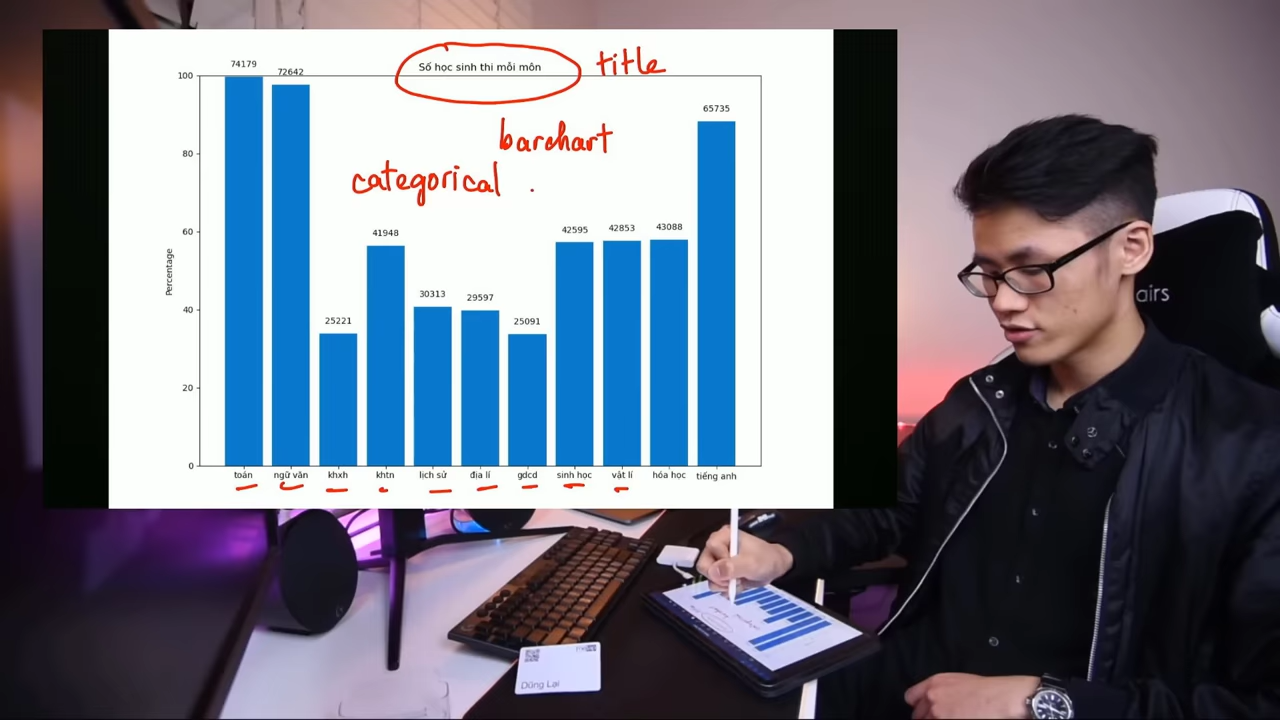 Số học sinh thi mỗi môn
title
barchart
categorical
74179
72642
25221
41948
30313
29597
25091
42595
42853
43088
65735
Percentage
100
80
60
40
20
0
toán ngữ văn khxh khtn lịch sử địa lí gdcd sinh học vật lí hóa học tiếng anh
airs
Dũng Lai